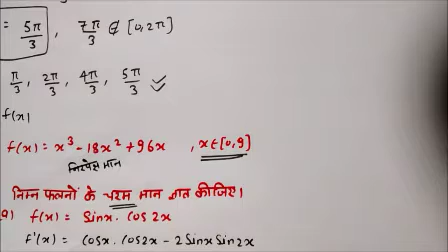 = 5π/3 , 7π/3 ∉ [0, 2π]
π/3, 2π/3, 4π/3, 5π/3
f(x)
f(x) = x³ - 18x² + 96x , x ∈ [0, 9]
निरपेक्ष मान
निम्न फलनों के चरम मान ज्ञात कीजिए।
a) f(x) = Sinx. Cos 2x
f'(x) = Cosx. Cos2x - 2 Sinx Sin2x